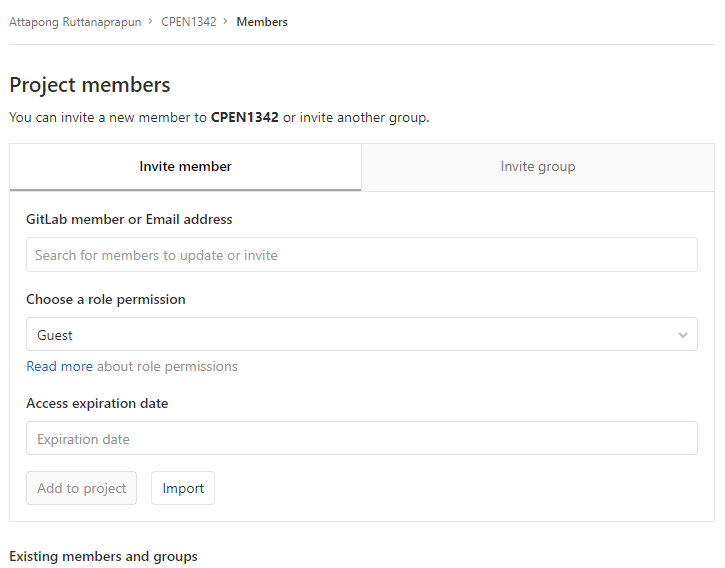 Attapong Ruttanaprapun > CPEN1342 > Members
Project members
You can invite a new member to CPEN1342 or invite another group.
Invite member
Invite group
GitLab member or Email address
Search for members to update or invite
Choose a role permission
Guest
Read more about role permissions
Access expiration date
Expiration date
Add to project
Import
Existing members and groups